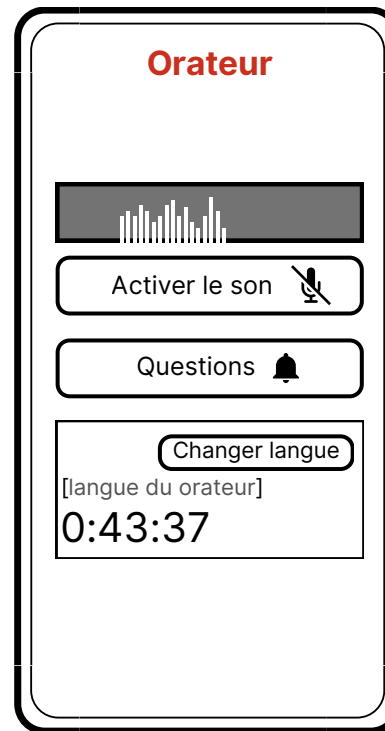 Orateur
Activer le son
Questions
Changer langue
[langue du orateur]
0:43:37